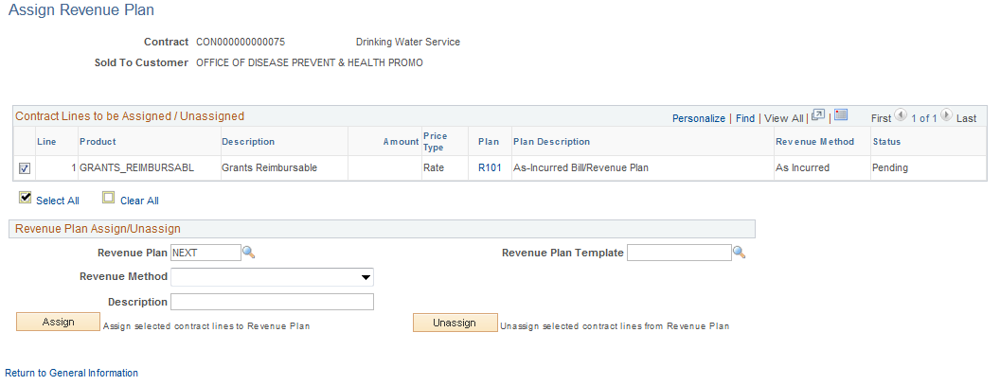 Assign Revenue Plan
Contract CON000000000075 Drinking Water Service
Sold To Customer OFFICE OF DISEASE PREVENT & HEALTH PROMO
Contract Lines to be Assigned / Unassigned Personalize | Find | View All | | First 1 of 1 Last
Line Product Description Amount Price Type Plan Plan Description Revenue Method Status
1 GRANTS_REIMBURSABL Grants Reimbursable Rate R101 As-Incurred Bill/Revenue Plan As Incurred Pending
Select All Clear All
Revenue Plan Assign/Unassign
Revenue Plan NEXT Revenue Plan Template
Revenue Method
Description
Assign Assign selected contract lines to Revenue Plan Unassign Unassign selected contract lines from Revenue Plan
Return to General Information